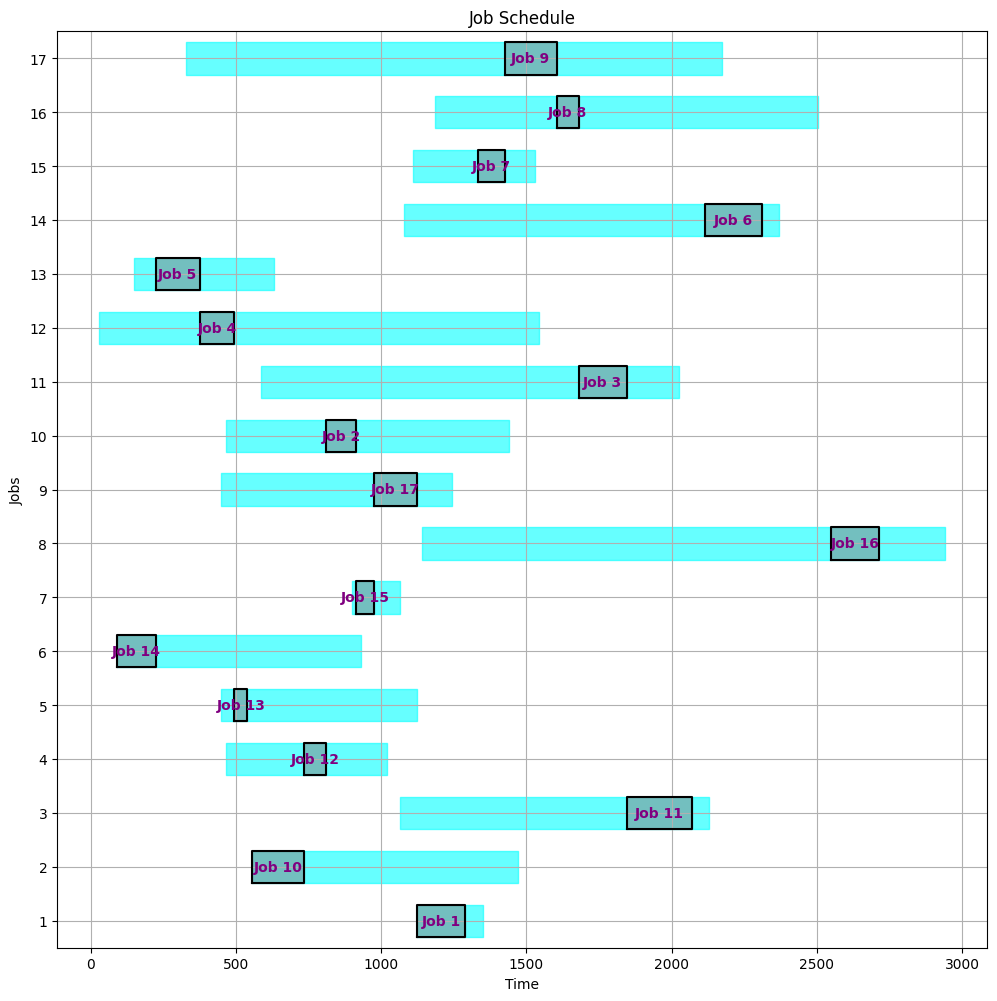 Job Schedule
17
Job 9
16
Job 8
15
Job 7
14
Job 6
13
Job 5
12
Job 4
11
Job 3
10
Job 2
9
Job 17
8
Job 16
7
Job 15
6
Job 14
5
Job 13
4
Job 12
3
Job 11
2
Job 10
1
Job 1
Jobs
0 500 1000 1500 2000 2500 3000
Time